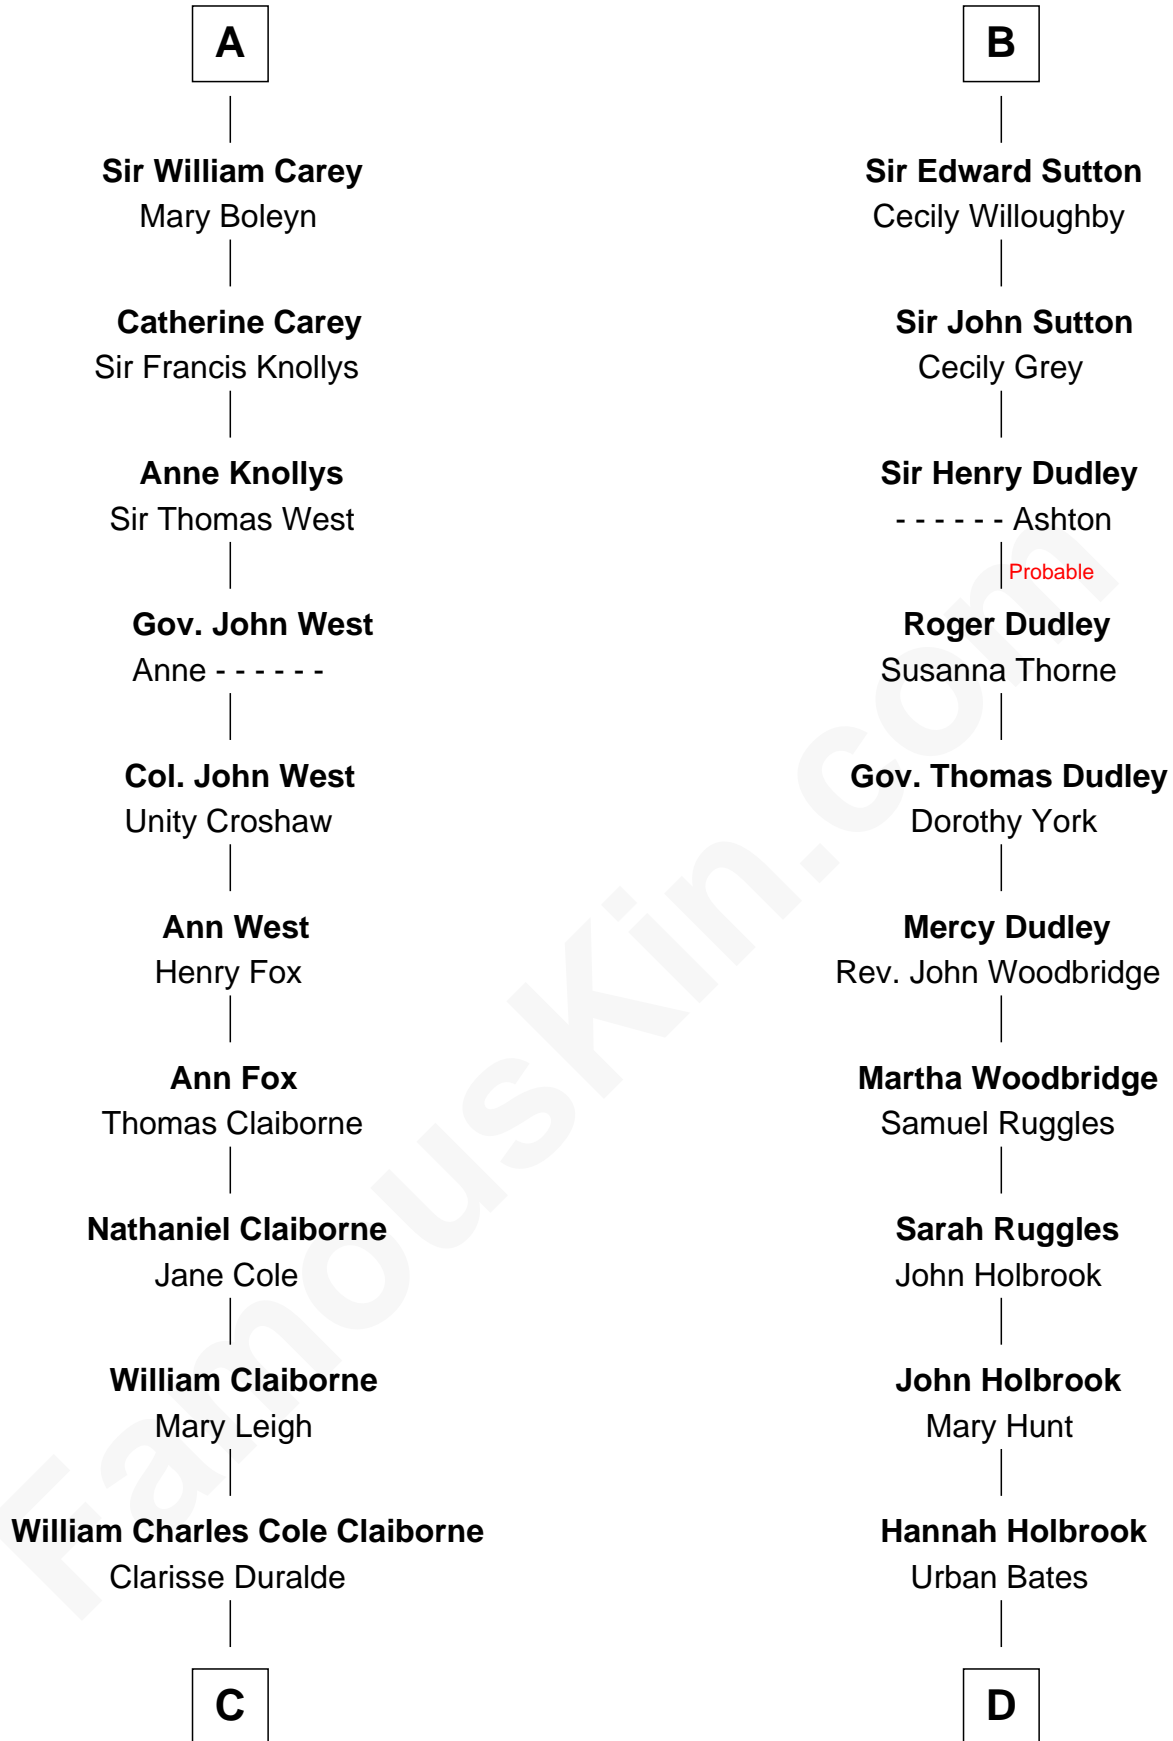 A
Sir William Carey
Mary Boleyn
Catherine Carey
Sir Francis Knollys
Anne Knollys
Sir Thomas West
Gov. John West
Anne - - - - - -
Col. John West
Unity Croshaw
Ann West
Henry Fox
Ann Fox
Thomas Claiborne
Nathaniel Claiborne
Jane Cole
William Claiborne
Mary Leigh
William Charles Cole Claiborne
Clarisse Duralde
C
B
Sir Edward Sutton
Cecily Willoughby
Sir John Sutton
Cecily Grey
Sir Henry Dudley
- - - - - - Ashton
Probable
Roger Dudley
Susanna Thorne
Gov. Thomas Dudley
Dorothy York
Mercy Dudley
Rev. John Woodbridge
Martha Woodbridge
Samuel Ruggles
Sarah Ruggles
John Holbrook
John Holbrook
Mary Hunt
Hannah Holbrook
Urban Bates
D
FamousKin.com